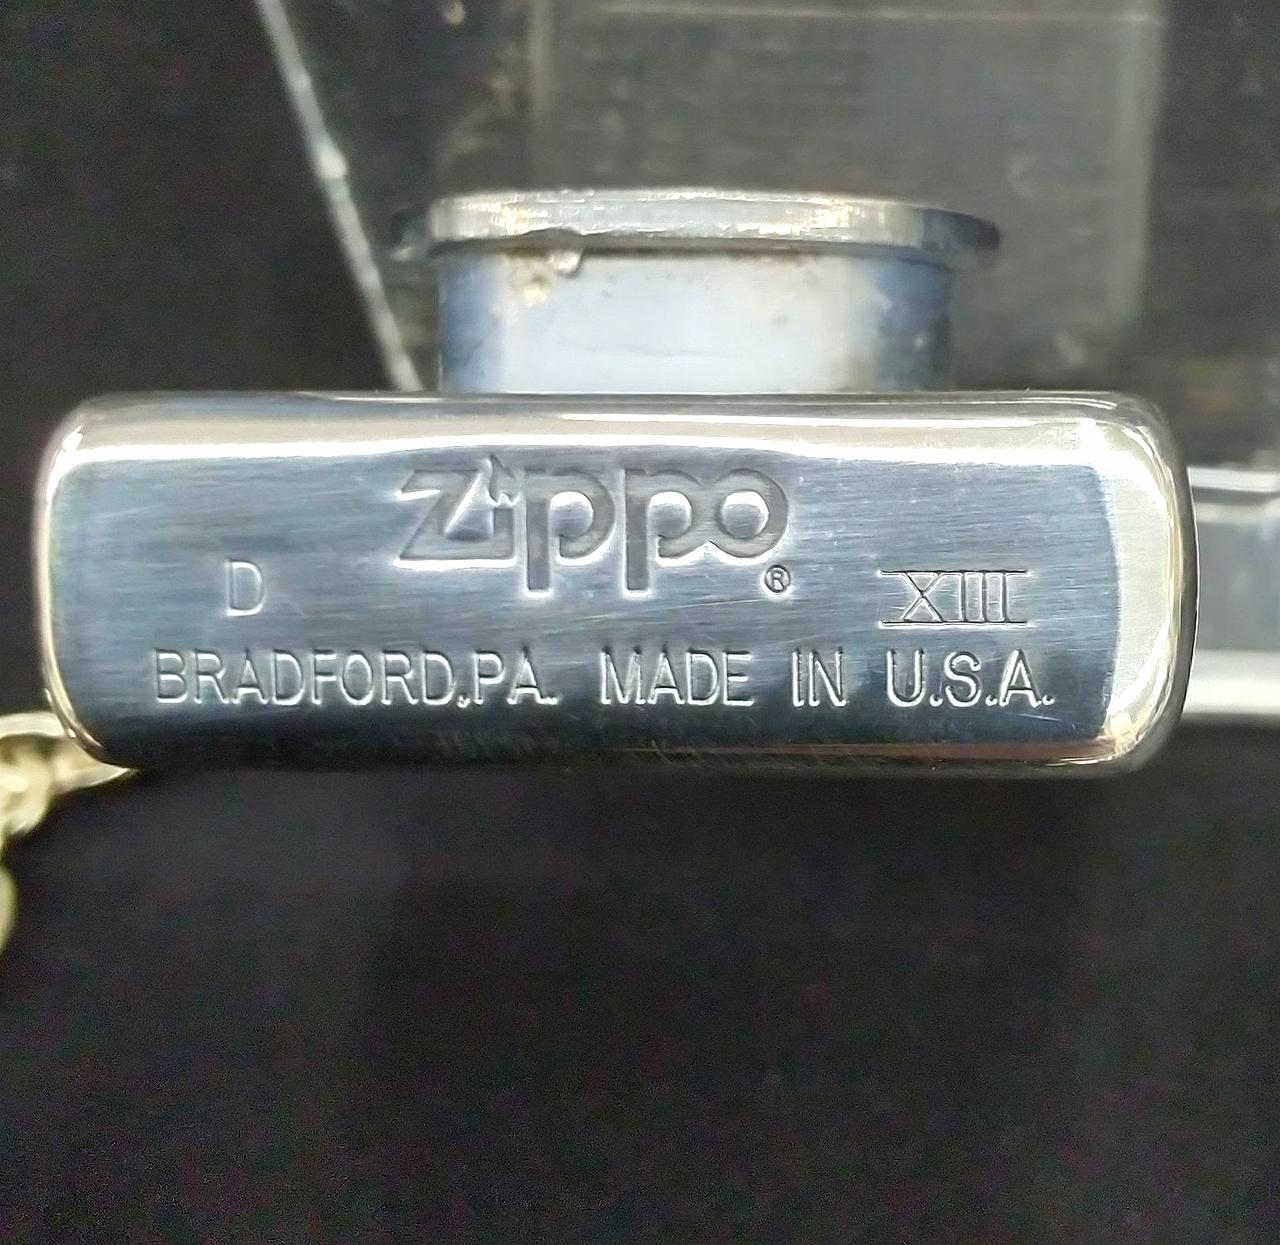 Zippo®
D XIII
BRADFORD,PA. MADE IN U.S.A.